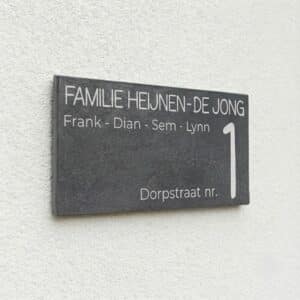 FAMILIE HEIJNEN-DE JONG
Frank - Dian - Sem - Lynn
Dorpstraat nr. 1